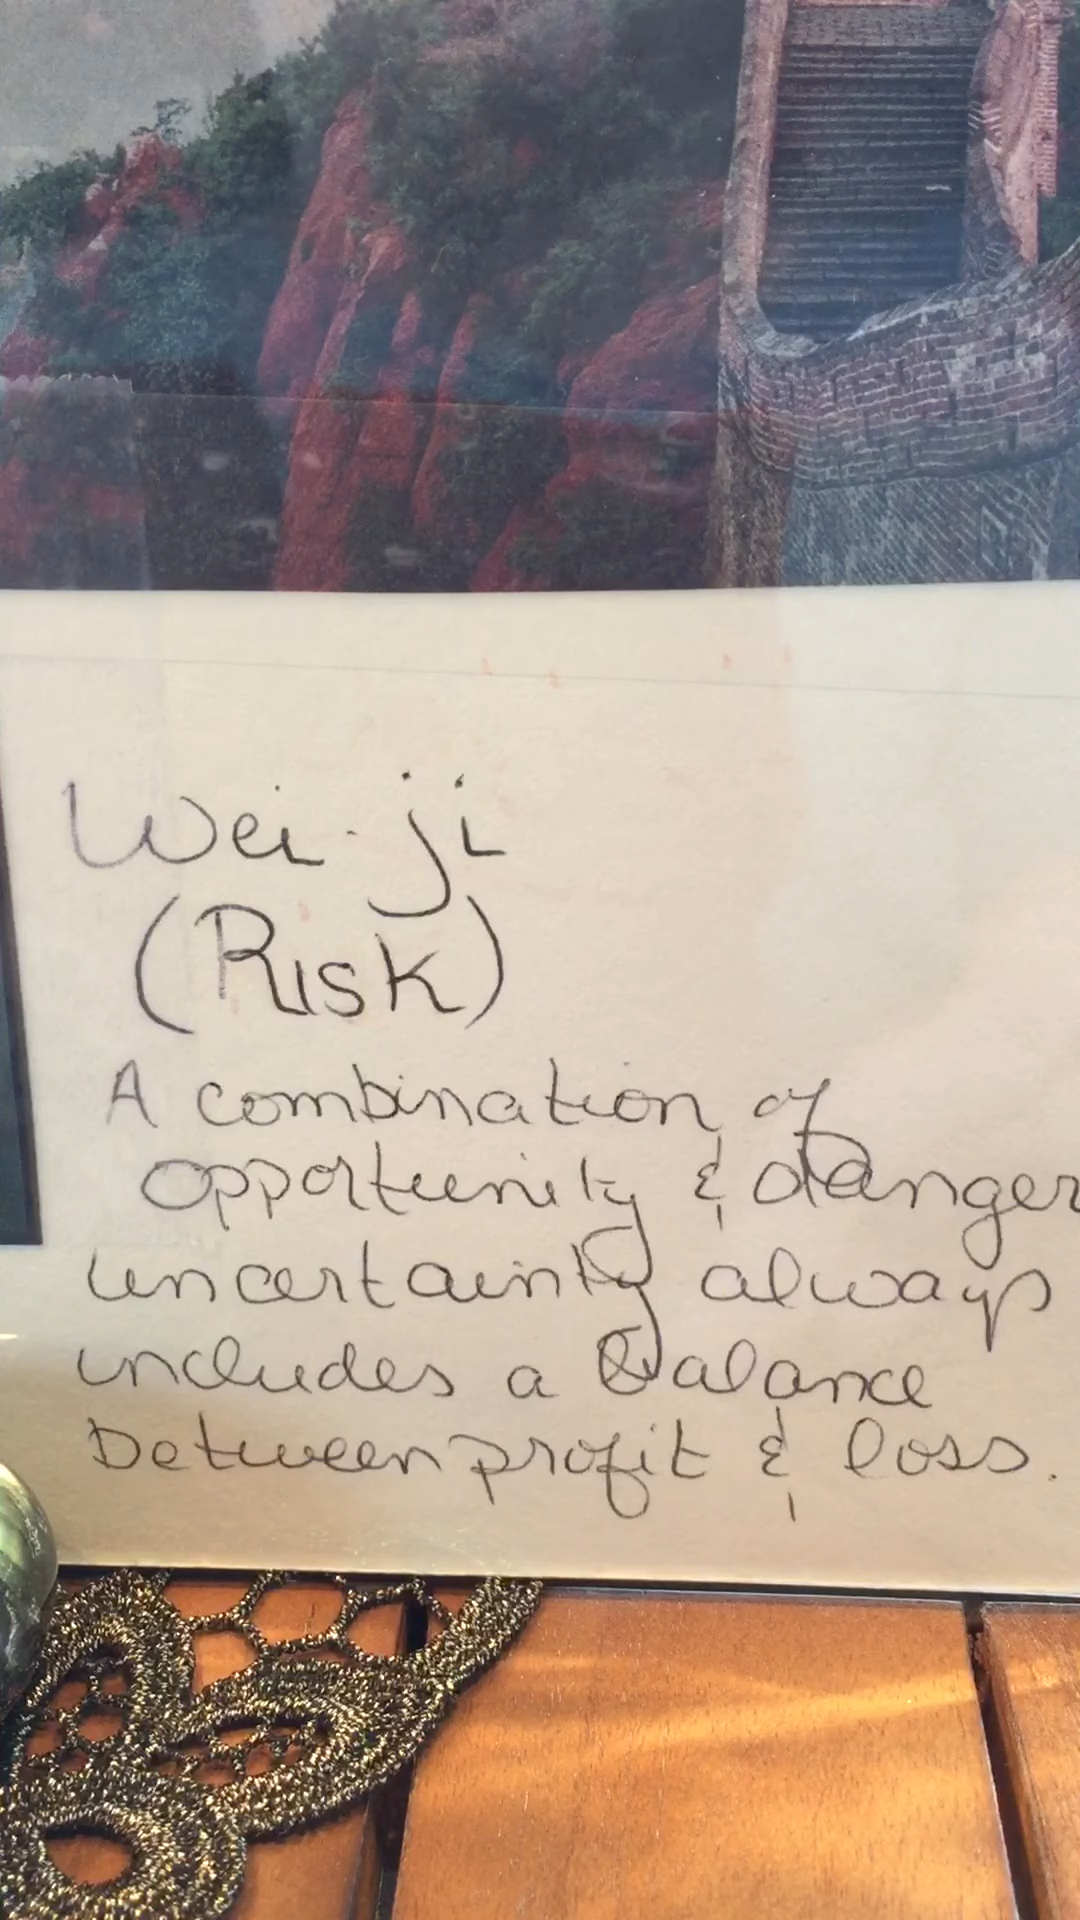 Wei-ji
(Risk)
A combination of
opportunity & danger
uncertainty always
includes a balance
between profit & loss.